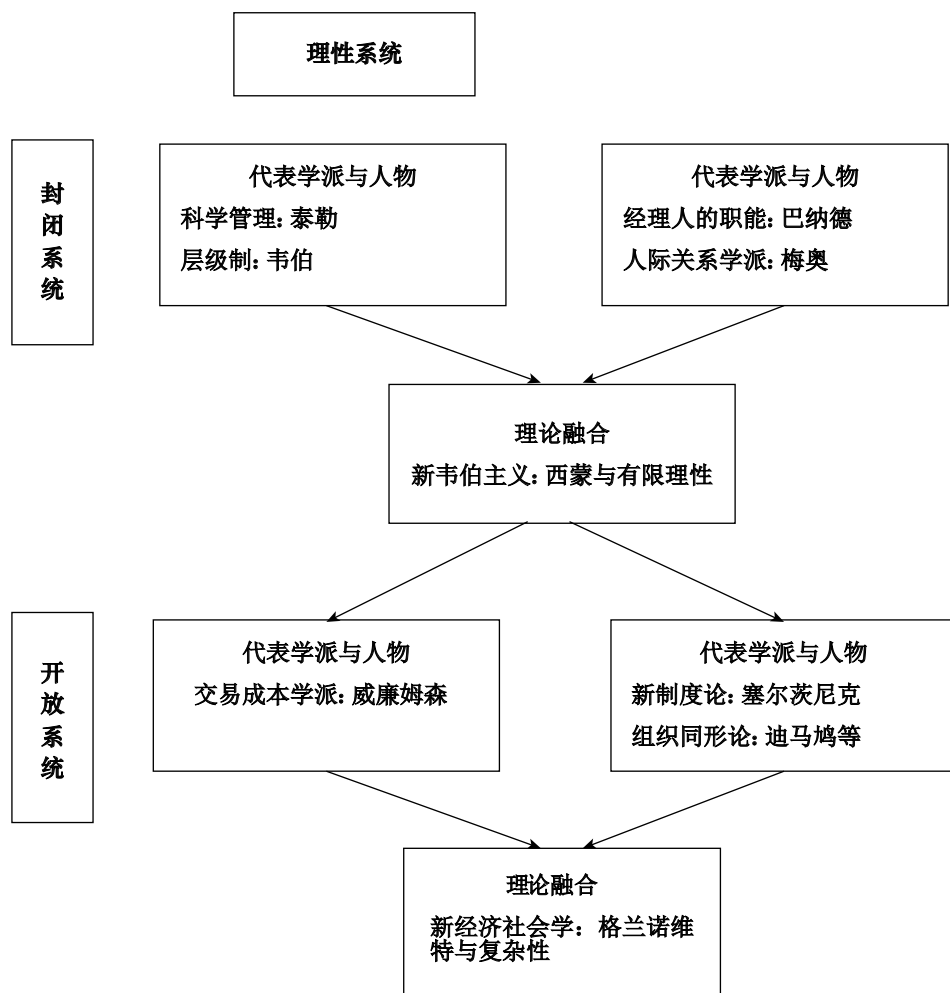 理性系统
封闭系统
代表学派与人物
科学管理: 泰勒
层级制: 韦伯
代表学派与人物
经理人的职能: 巴纳德
人际关系学派: 梅奥
理论融合
新韦伯主义: 西蒙与有限理性
开放系统
代表学派与人物
交易成本学派: 威廉姆森
代表学派与人物
新制度论: 塞尔茨尼克
组织同形论: 迪马鸠等
理论融合
新经济社会学: 格兰诺维
特与复杂性